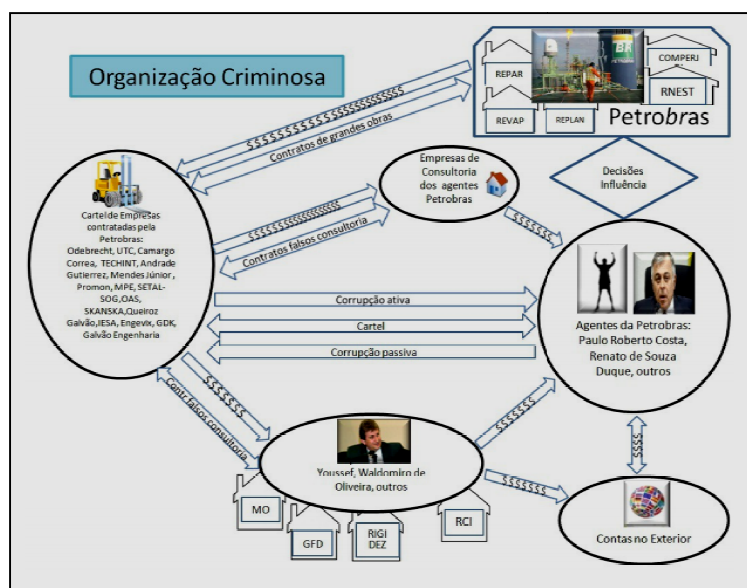 Organização Criminosa
BR
REPAR
COMPERJ
RNEST
REVAP
REPLAN
Petrobras
$$$$$$$$$$$$$$$$$$$$$$$$
Contratos de grandes obras
Empresas de
Consultoria
dos agentes
Petrobras
Decisões
Influência
Cartel de Empresas
contratadas pela
Petrobras:
Odebrecht, UTC, Camargo
Correa, TECHINT, Andrade
Gutierrez, Mendes Júnior,
Promon, MPE, SETAL-
SOG,OAS,
SKANSKA,Queiroz
Galvão,IESA, Engevix, GDK,
Galvão Engenharia
$$$$$$$$$$$$$$$$$
Contratos falsos consultoria
$$$$$$$
Corrupção ativa
Cartel
Corrupção passiva
Agentes da Petrobras:
Paulo Roberto Costa,
Renato de Souza
Duque, outros
$$$$$$$
Contr falsos consultoria
Youssef, Waldomiro de
Oliveira, outros
$$$$$$$
$$$$$$$
$$$$
MO
GFD
RIGI
DEZ
RCI
Contas no Exterior